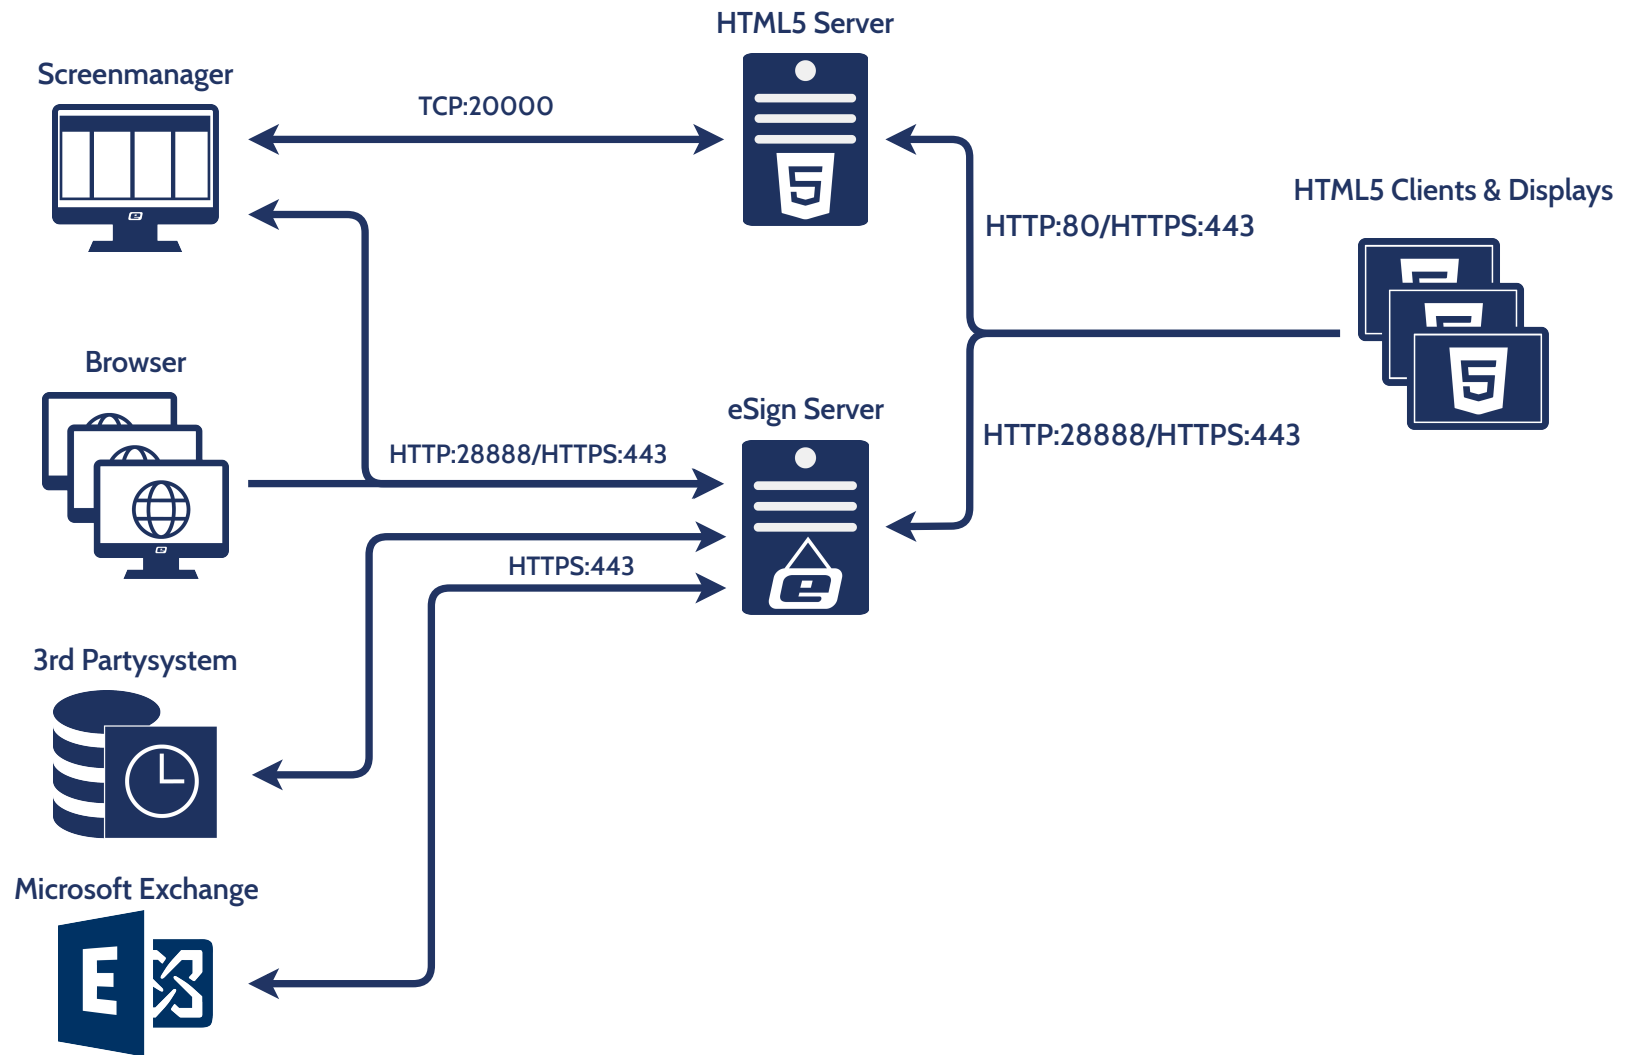 HTML5 Server
Screenmanager
TCP:20000
HTML5 Clients & Displays
HTTP:80/HTTPS:443
Browser
eSign Server
HTTP:28888/HTTPS:443
HTTP:28888/HTTPS:443
HTTPS:443
3rd Partysystem
Microsoft Exchange